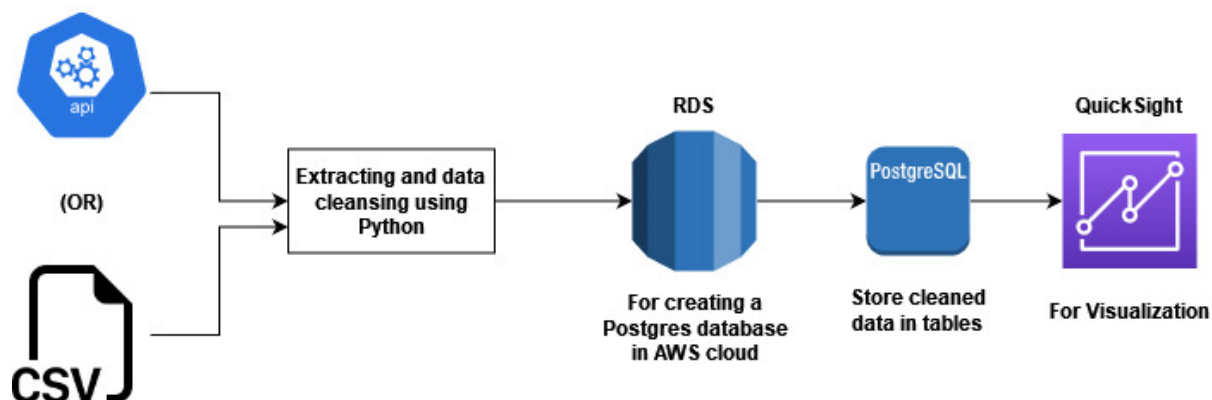 api
(OR)
CSV
Extracting and data
cleansing using
Python
RDS
For creating a
Postgres database
in AWS cloud
PostgreSQL
Store cleaned
data in tables
QuickSight
For Visualization